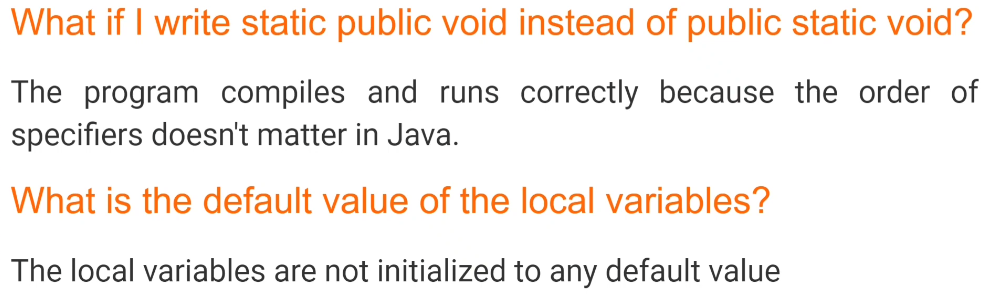 What if I write static public void instead of public static void?
The program compiles and runs correctly because the order of
specifiers doesn't matter in Java.
What is the default value of the local variables?
The local variables are not initialized to any default value